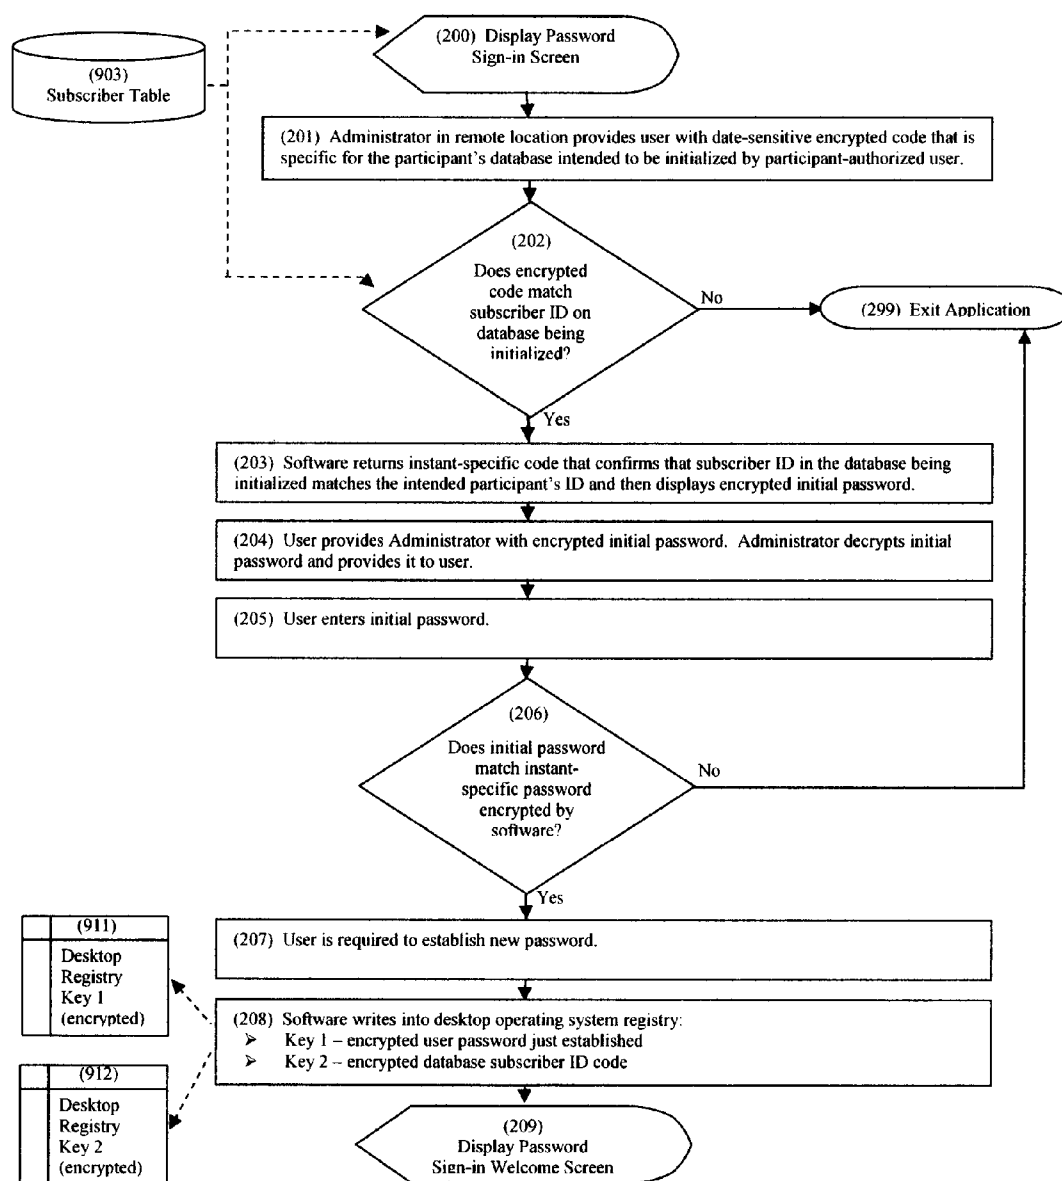 (200) Display Password
Sign-in Screen
(903)
Subscriber Table
(201) Administrator in remote location provides user with date-sensitive encrypted code that is
specific for the participant's database intended to be initialized by participant-authorized user.
(202)
Does encrypted
code match
subscriber ID on
database being
initialized?
No
(299) Exit Application
Yes
(203) Software returns instant-specific code that confirms that subscriber ID in the database being
initialized matches the intended participant's ID and then displays encrypted initial password.
(204) User provides Administrator with encrypted initial password. Administrator decrypts initial
password and provides it to user.
(205) User enters initial password.
(206)
Does initial password
match instant-
specific password
encrypted by
software?
No
Yes
(911)
Desktop
Registry
Key 1
(encrypted)
(207) User is required to establish new password.
(208) Software writes into desktop operating system registry:
➢ Key 1 – encrypted user password just established
➢ Key 2 – encrypted database subscriber ID code
(912)
Desktop
Registry
Key 2
(encrypted)
(209)
Display Password
Sign-in Welcome Screen